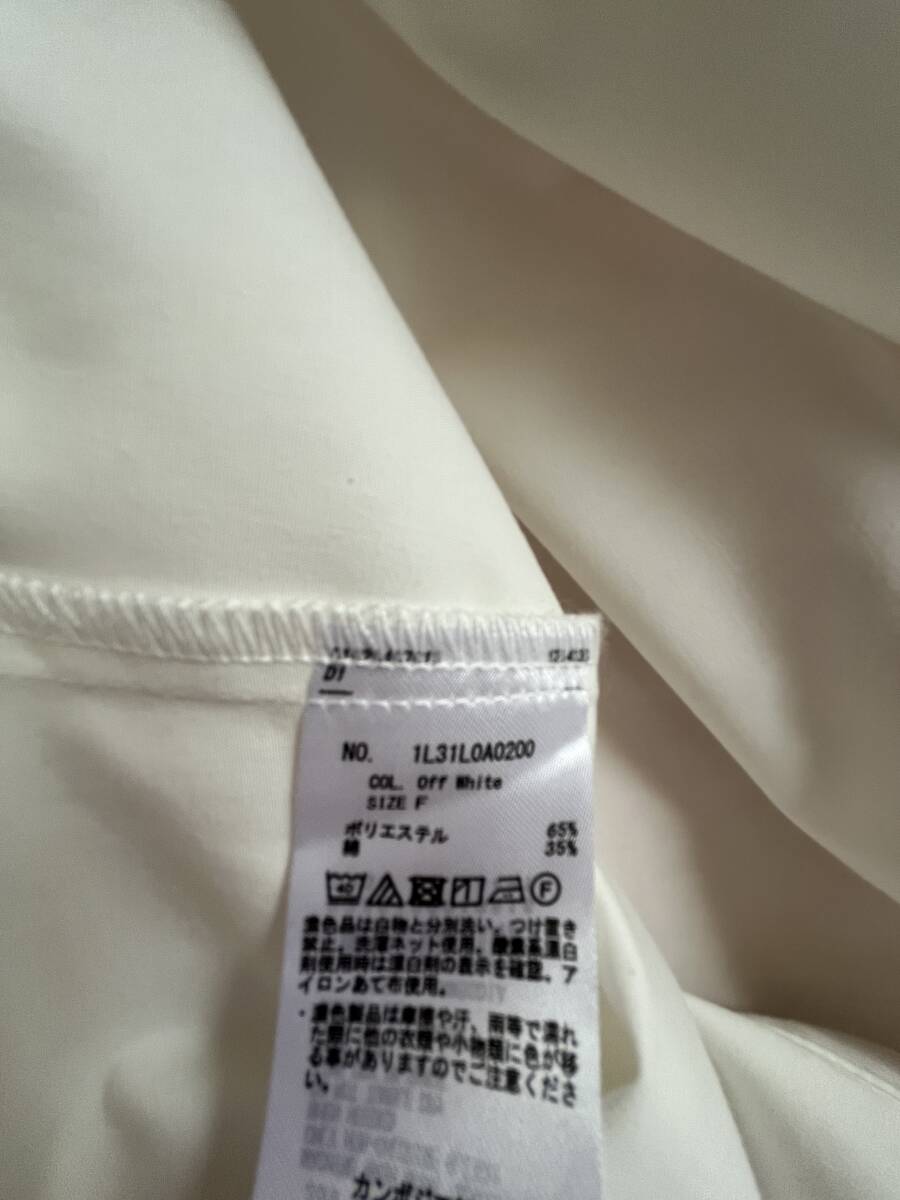 D1
NO. 1L31L0A0200
COL. Off White
SIZE F
ポリエステル 65%
綿 35%
40
F
濃色品は白物と分別洗い。つけ置き
禁止。洗濯ネット使用。酸素系漂白
剤使用時は漂白剤の表示を確認。ア
イロンあて布使用。
・濃色製品は摩擦や汗、雨等で濡れ
た際に他の衣類や小物類に色が移
る事がありますのでご注意くださ
い。